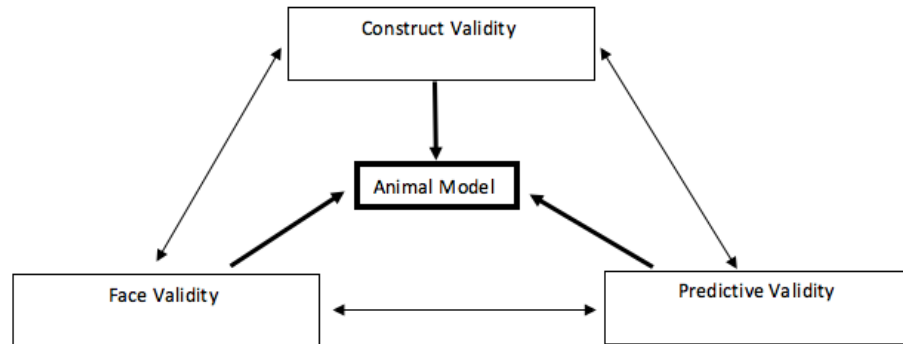 Construct Validity
Animal Model
Face Validity
Predictive Validity